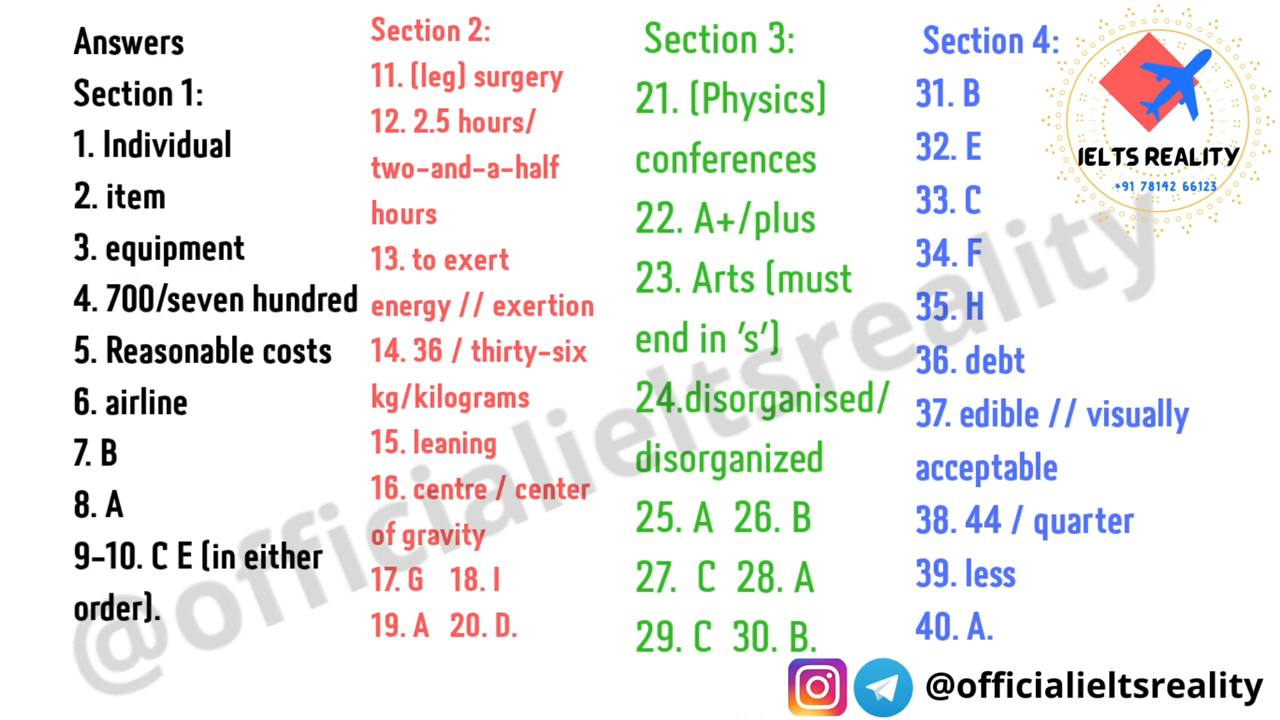 Answers
Section 1:
1. Individual
2. item
3. equipment
4. 700/seven hundred
5. Reasonable costs
6. airline
7. B
8. A
9-10. C E (in either
order).
Section 2:
11. (leg) surgery
12. 2.5 hours/
two-and-a-half
hours
13. to exert
energy // exertion
14. 36 / thirty-six
kg/kilograms
15. leaning
16. centre / center
of gravity
17. G 18. I
19. A 20. D.
Section 3:
21. (Physics)
conferences
22. A+/plus
23. Arts (must
end in 's')
24.disorganised/
disorganized
25. A 26. B
27. C 28. A
29. C 30. B.
Section 4:
31. B
32. E
33. C
34. F
35. H
36. debt
37. edible // visually
acceptable
38. 44 / quarter
39. less
40. A.
IELTS REALITY
+91 78142 66123
@officialieltsreality
@officialieltsreality